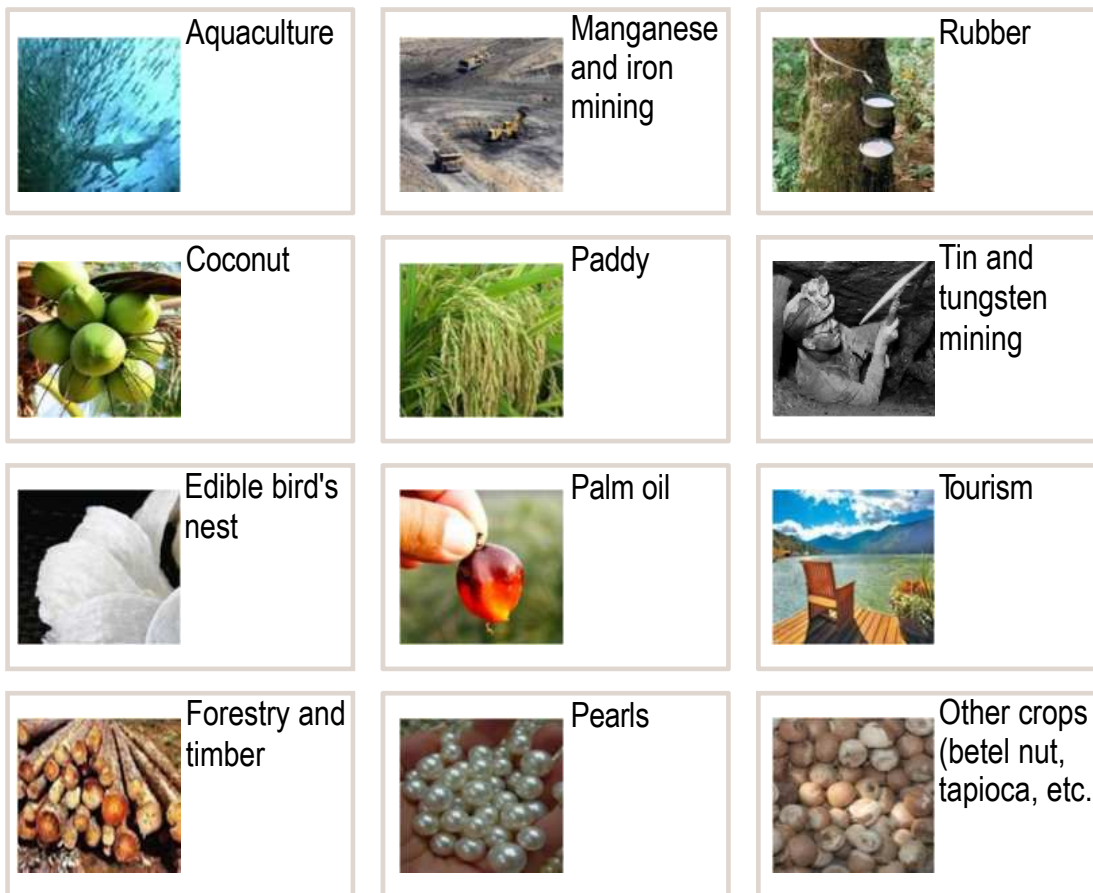 Aquaculture
Manganese
and iron
mining
Rubber
Coconut
Paddy
Tin and
tungsten
mining
Edible bird's
nest
Palm oil
Tourism
Forestry and
timber
Pearls
Other crops
(betel nut,
tapioca, etc.